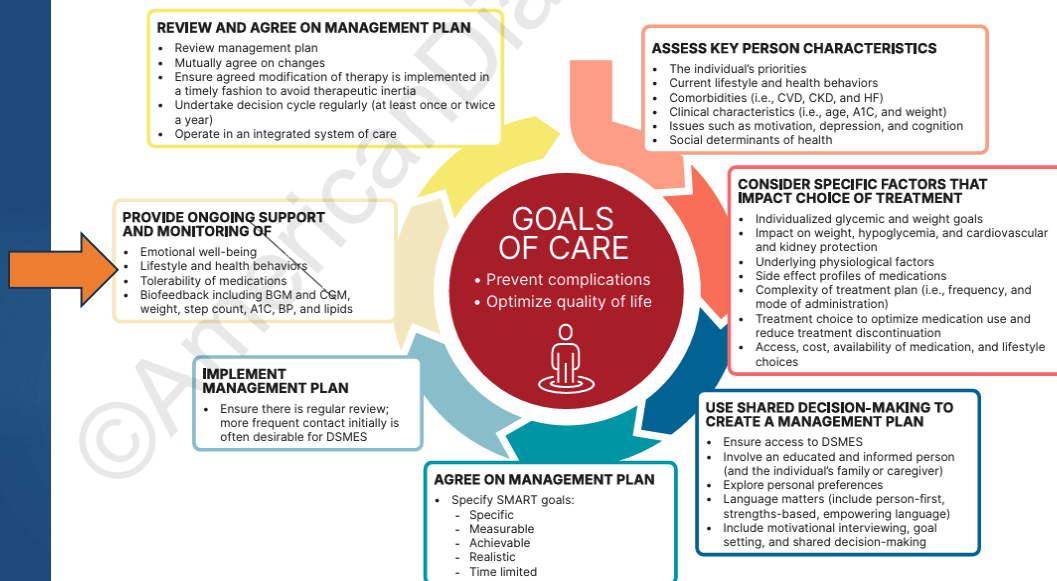 REVIEW AND AGREE ON MANAGEMENT PLAN
• Review management plan
• Mutually agree on changes
• Ensure agreed modification of therapy is implemented in
a timely fashion to avoid therapeutic inertia
• Undertake decision cycle regularly (at least once or twice
a year)
• Operate in an integrated system of care
ASSESS KEY PERSON CHARACTERISTICS
• The individual's priorities
• Current lifestyle and health behaviors
• Comorbidities (i.e., CVD, CKD, and HF)
• Clinical characteristics (i.e., age, A1C, and weight)
• Issues such as motivation, depression, and cognition
• Social determinants of health
CONSIDER SPECIFIC FACTORS THAT
IMPACT CHOICE OF TREATMENT
• Individualized glycemic and weight goals
• Impact on weight, hypoglycemia, and cardiovascular
and kidney protection
• Underlying physiological factors
• Side effect profiles of medications
• Complexity of treatment plan (i.e., frequency, and
mode of administration)
• Treatment choice to optimize medication use and
reduce treatment discontinuation
• Access, cost, availability of medication, and lifestyle
choices
USE SHARED DECISION-MAKING TO
CREATE A MANAGEMENT PLAN
• Ensure access to DSMES
• Involve an educated and informed person
(and the individual's family or caregiver)
• Explore personal preferences
• Language matters (include person-first,
strengths-based, empowering language)
• Include motivational interviewing, goal
setting, and shared decision-making
AGREE ON MANAGEMENT PLAN
• Specify SMART goals:
- Specific
- Measurable
- Achievable
- Realistic
- Time limited
IMPLEMENT
MANAGEMENT PLAN
• Ensure there is regular review;
more frequent contact initially is
often desirable for DSMES
PROVIDE ONGOING SUPPORT
AND MONITORING OF
• Emotional well-being
• Lifestyle and health behaviors
• Tolerability of medications
• Biofeedback including BGM and CGM,
weight, step count, A1C, BP, and lipids
GOALS
OF CARE
• Prevent complications
• Optimize quality of life
©AmericanDia